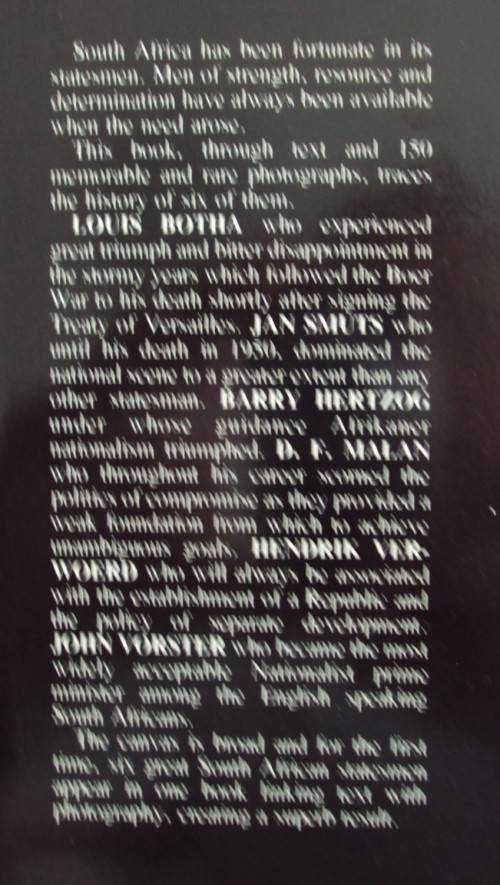 South Africa has been fortunate in its
statesmen. Men of strength, resource and
determination have always been available
when the need arose.
This book, through text and 150
memorable and rare photographs, traces
the history of six of them.
LOUIS BOTHA who experienced
great triumph and bitter disappointment in
the stormy years which followed the Boer
War to his death shortly after signing the
Treaty of Versailles. JAN SMUTS who
until his death in 1950, dominated the
national scene to a greater extent than any
other statesman. BARRY HERTZOG
under whose guidance Afrikaner
nationalism triumphed. D. F. MALAN
who throughout his career scorned the
politics of compromise as they provided a
weak foundation from which to achieve
unambiguous goals. HENDRIK VER-
WOERD who will always be associated
with the establishment of a Republic and
the policy of separate development.
JOHN VORSTER who became the most
widely acceptable Nationalist prime
minister among the English speaking
South Africans.
The canvas is broad and for the first
time, six great South African statesmen
appear in one book linking text with
photographs, creating a superb result.